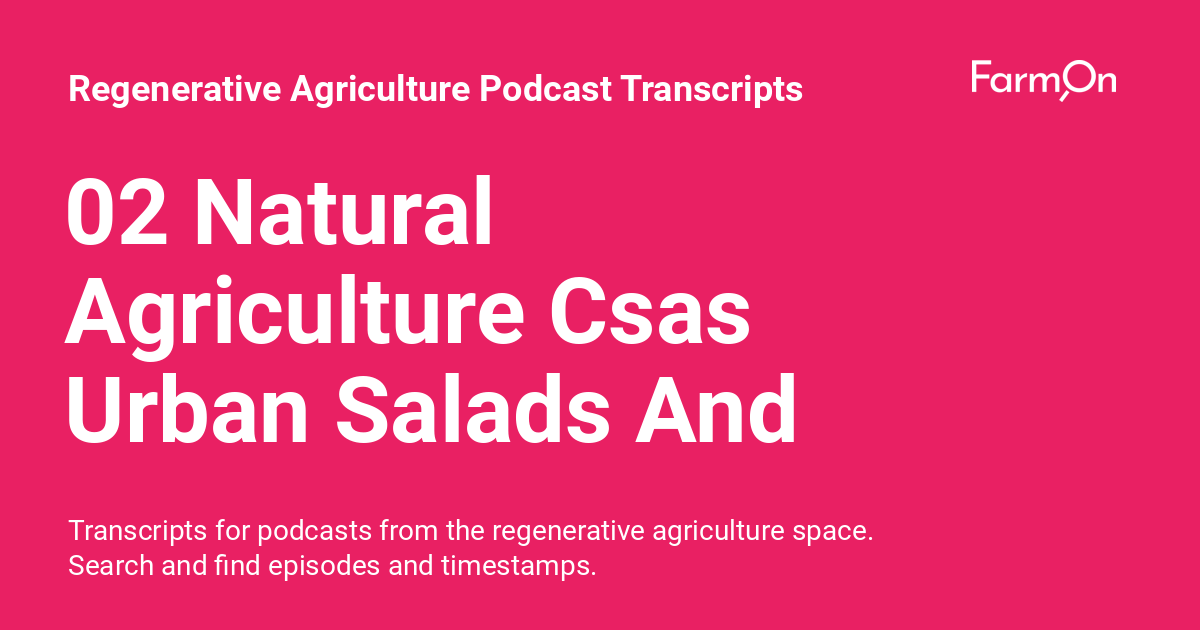 Regenerative Agriculture Podcast Transcripts
FarmOn
02 Natural
Agriculture Csas
Urban Salads And
Transcripts for podcasts from the regenerative agriculture space.
Search and find episodes and timestamps.